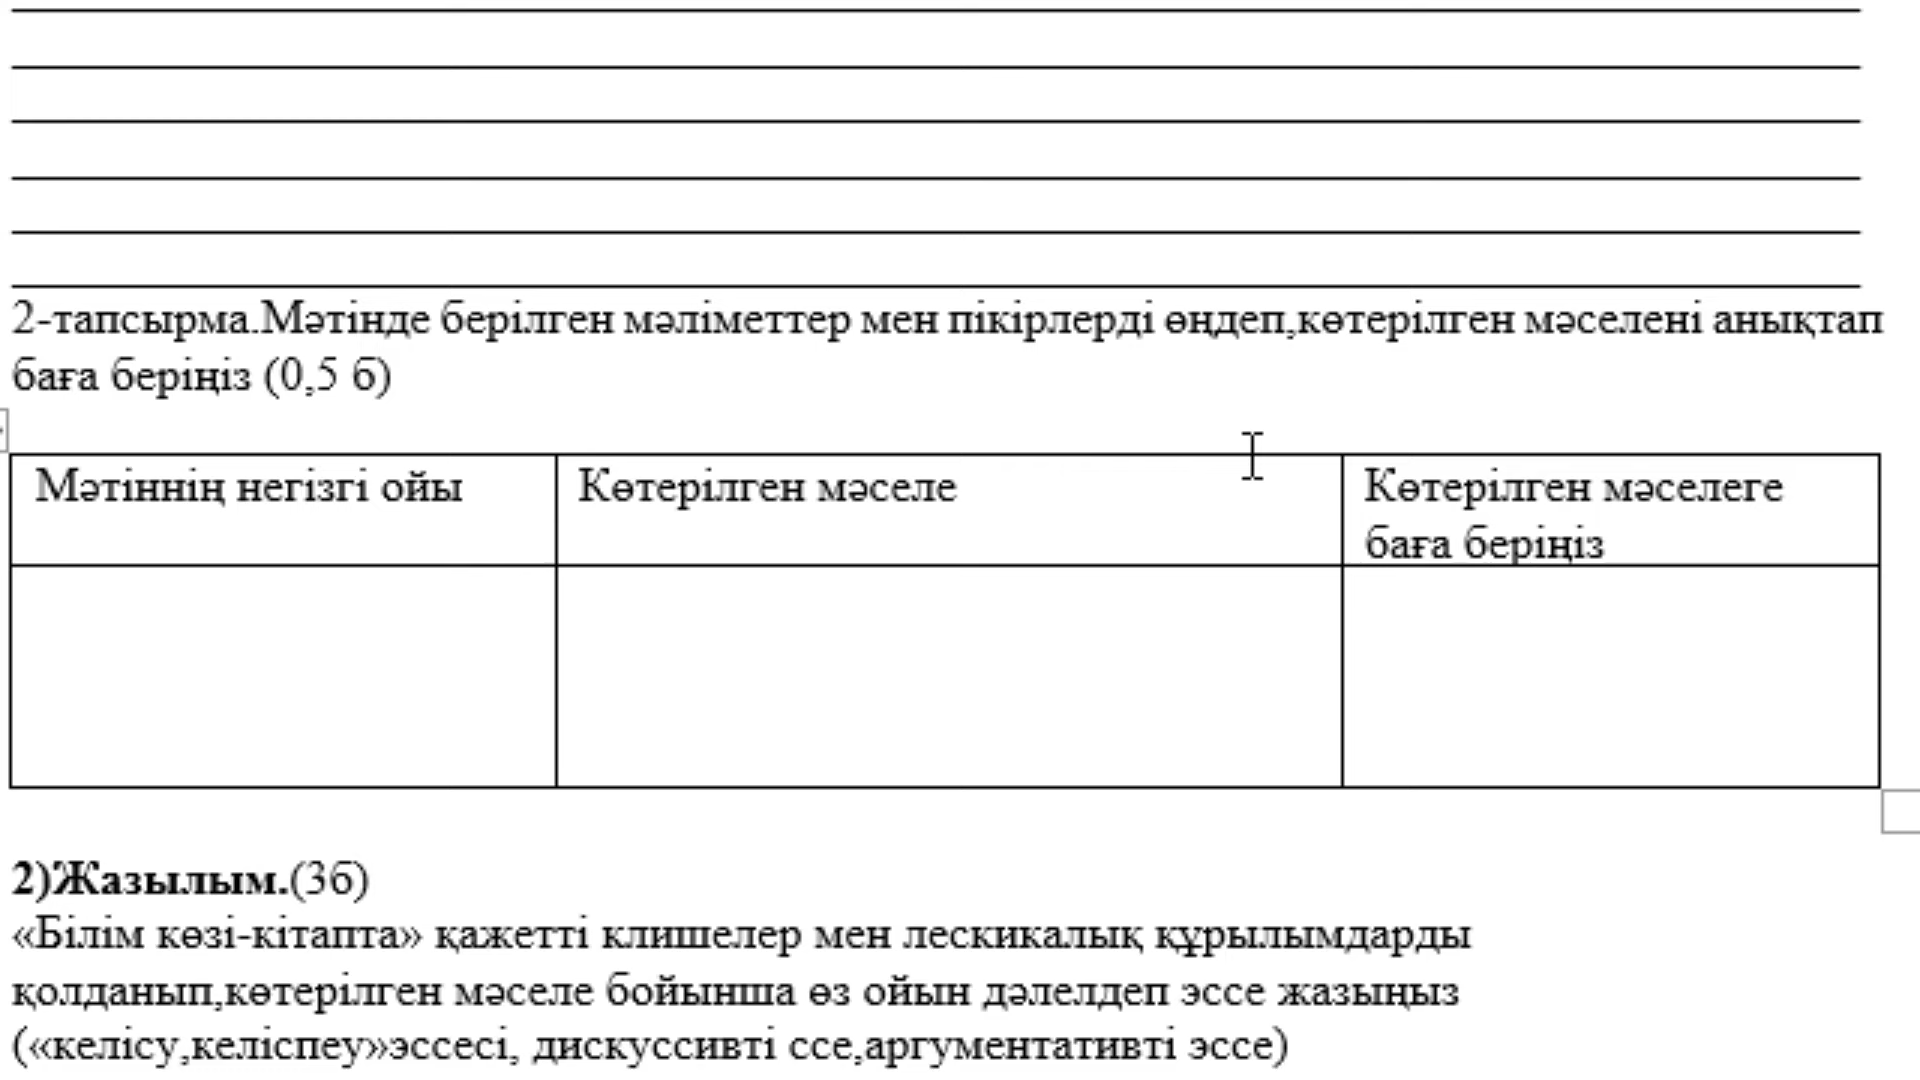 2-тапсырма.Мәтінде берілген мәліметтер мен пікірлерді өңдеп,көтерілген мәселені анықтап
баға беріңіз (0,5 б)
Мәтіннің негізгі ойы
Көтерілген мәселе
Көтерілген мәселеге
баға беріңіз
2)Жазылым.(3б)
«Білім көзі-кітапта» қажетті клишелер мен лескикалық құрылымдарды
қолданып,көтерілген мәселе бойынша өз ойын дәлелдеп эссе жазыңыз
(«келісу,келіспеу»эссесі, дискуссивті ссе,аргументативті эссе)